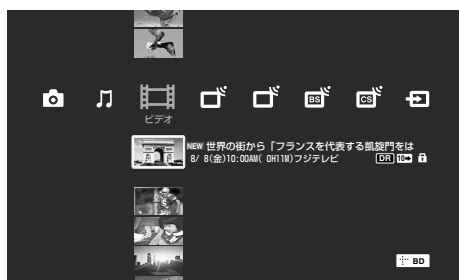 BS
CS
ビデオ
NEW 世界の街から「フランスを代表する凱旋門をは
8/ 8(金)10:00AM( 0H11M)フジテレビ DR 10
BD